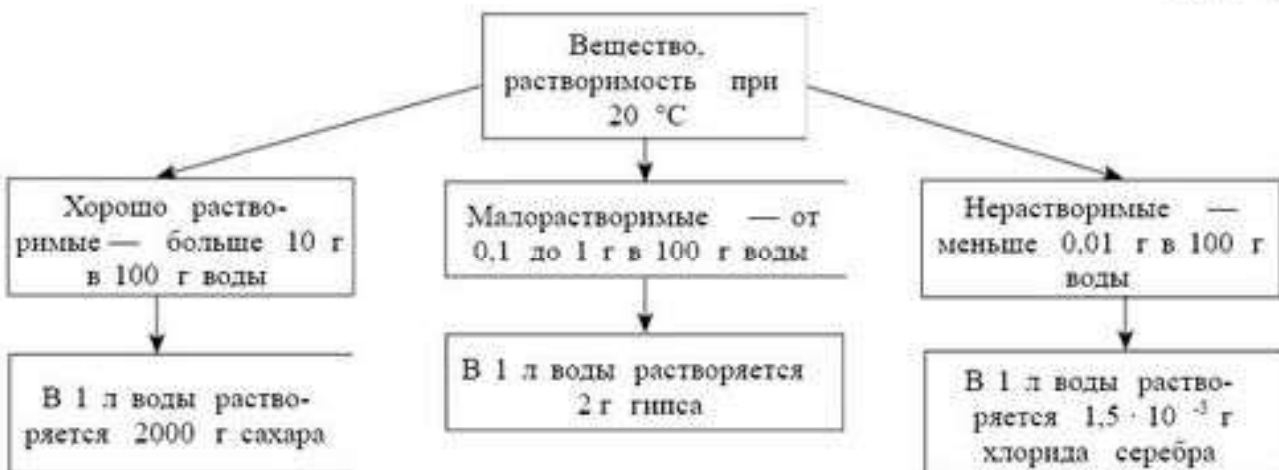 Вещество,
растворимость при
20 °С
Хорошо раство-
римые — больше 10 г
в 100 г воды
Малорастворимые — от
0,1 до 1 г в 100 г воды
Нерастворимые —
меньше 0,01 г в 100 г
воды
В 1 л воды раство-
ряется 2000 г сахара
В 1 л воды растворяется
2 г гипса
В 1 л воды раство-
ряется 1,5 · 10 ⁻³ г
хлорида серебра